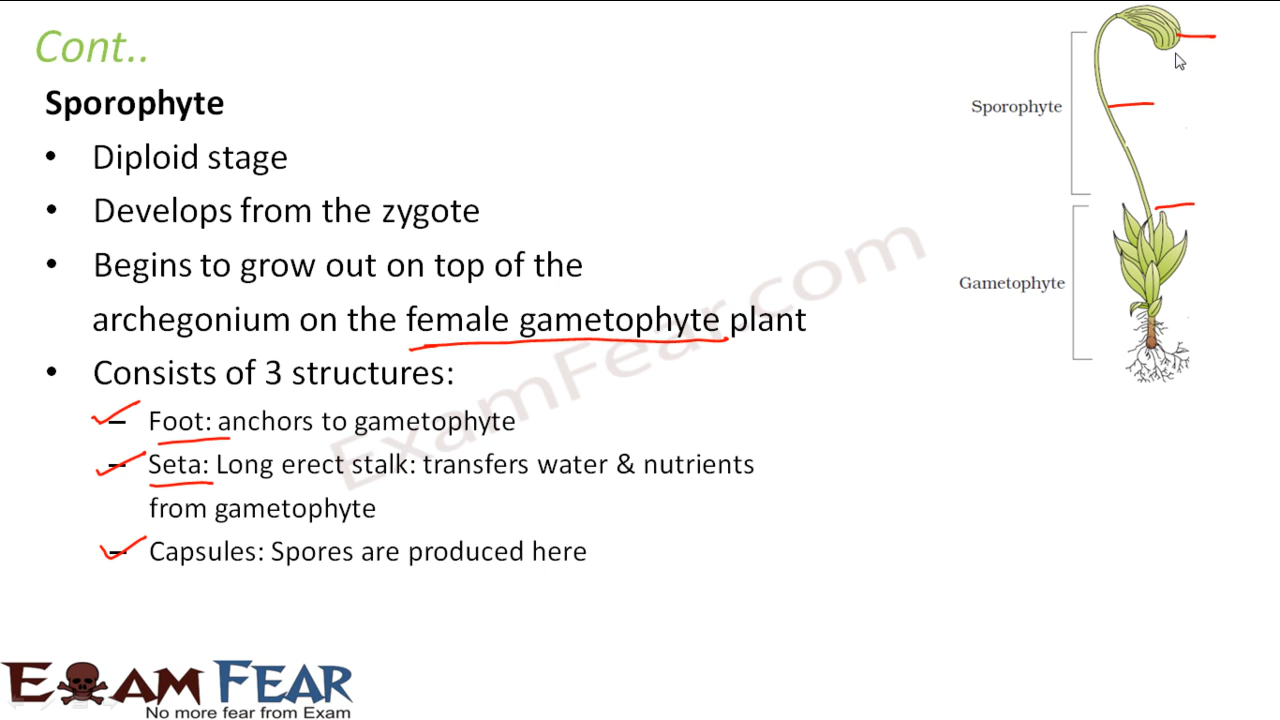 Cont..
Sporophyte
• Diploid stage
• Develops from the zygote
• Begins to grow out on top of the
archegonium on the female gametophyte plant
• Consists of 3 structures:
– Foot: anchors to gametophyte
– Seta: Long erect stalk: transfers water & nutrients
from gametophyte
– Capsules: Spores are produced here
Sporophyte
Gametophyte
ExamFear.com
EXAM FEAR
No more fear from Exam